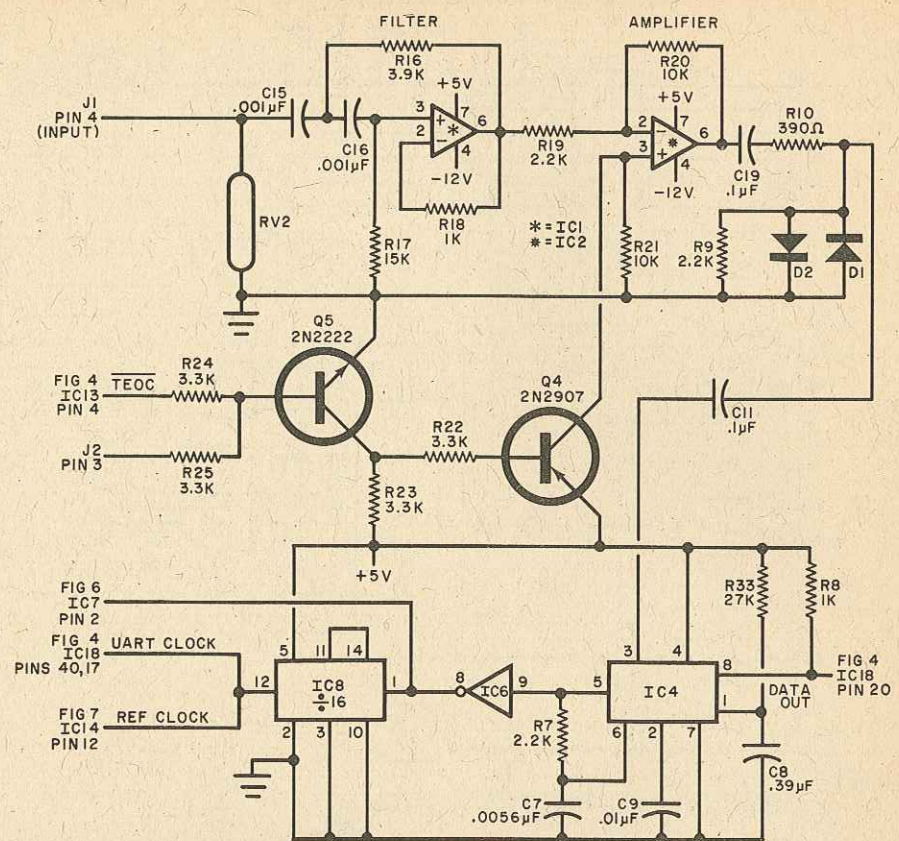 FILTER
AMPLIFIER
R16
3.9K
R20
10K
C15
.001µF
+5V
+5V
J1
PIN 4
(INPUT)
R10
390Ω
3
7
+
*
6
2
-
4
2
-
7
6
3
+
*
4
C16
.001µF
-12V
R19
2.2K
-12V
C19
.1µF
RV2
R18
1K
R17
15K
*=IC1
*=IC2
R21
10K
R9
2.2K
D2
D1
Q5
2N2222
R24
3.3K
Q4
2N2907
FIG 4
IC13
PIN 4
TEOC
C11
.1µF
R22
3.3K
J2
PIN 3
R25
3.3K
R23
3.3K
+5V
R33
27K
R8
1K
FIG 6
IC7
PIN 2
FIG 4
IC18
PINS 40,17
UART CLOCK
5
11
14
12
IC8
÷16
1
8
IC6
9
5
3
4
IC4
8
1
FIG 4
IC18
PIN 20
DATA
OUT
FIG 7
IC14
PIN 12
REF CLOCK
2
3
10
R7
2.2K
6
2
7
C8
.39µF
C7
.0056µF
C9
.01µF